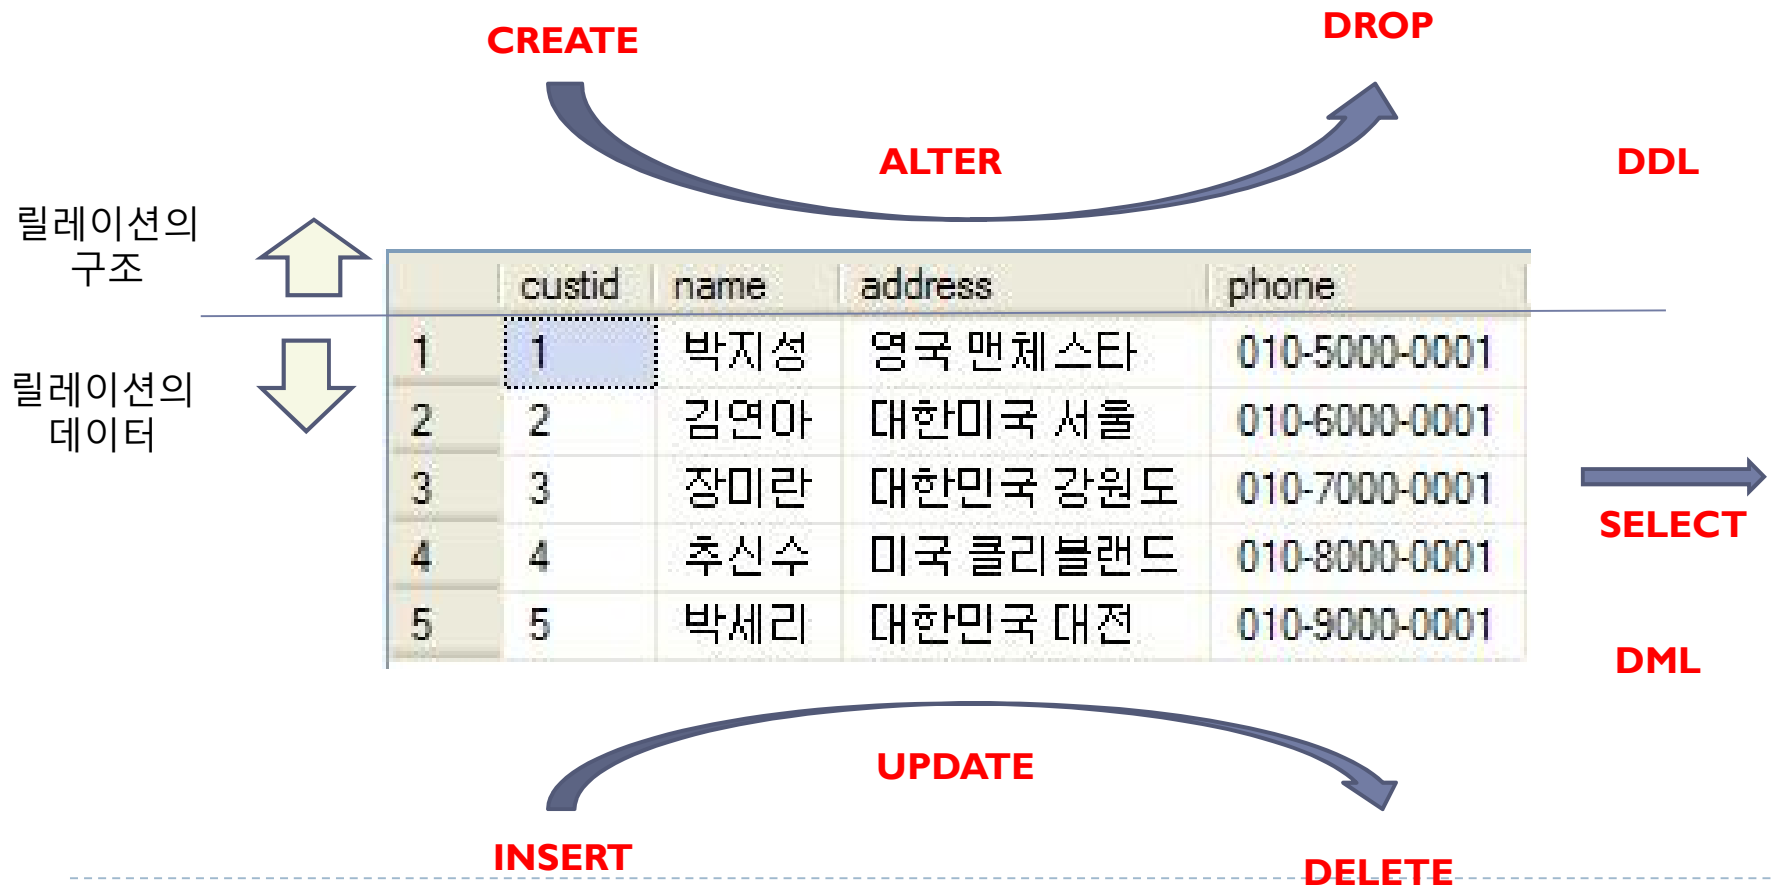 CREATE
DROP
ALTER
DDL
릴레이션의
구조
custid name address phone
1 1 박지성 영국 맨체스타 010-5000-0001
릴레이션의
데이터
2 2 김연아 대한미국 서울 010-6000-0001
3 3 장미란 대한민국 강원도 010-7000-0001
4 4 추신수 미국 클리블랜드 010-8000-0001
5 5 박세리 대한민국 대전 010-9000-0001
SELECT
DML
UPDATE
INSERT
DELETE